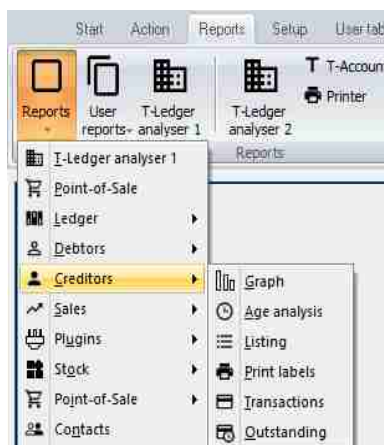 Start Action Reports Setup User tab
Reports User reports T-Ledger analyser 1 T-Ledger analyser 2 T-Accoun
Printer
Reports
T-Ledger analyser 1
Point-of-Sale
Ledger
Debtors
Creditors
Graph
Sales
Age analysis
Plugins
Listing
Stock
Print labels
Point-of-Sale
Transactions
Contacts
Outstanding